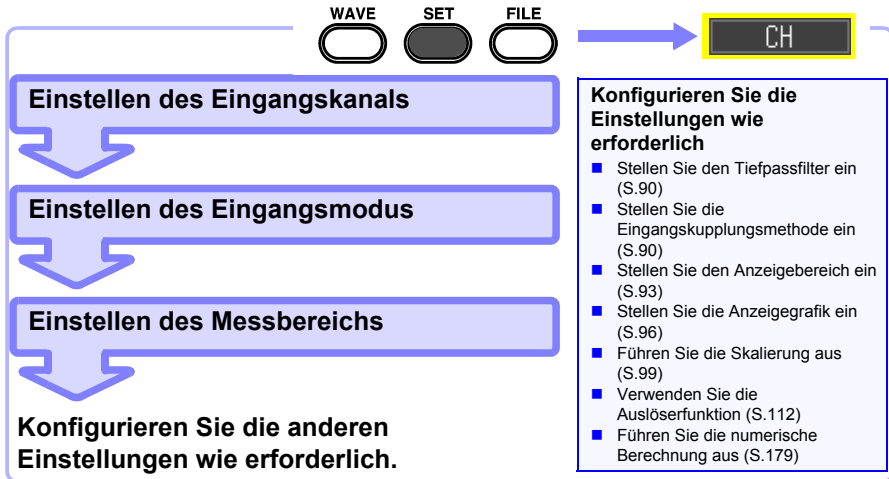 WAVE SET FILE
CH
Einstellen des Eingangskanals
Einstellen des Eingangsmodus
Einstellen des Messbereichs
Konfigurieren Sie die anderen
Einstellungen wie erforderlich.
Konfigurieren Sie die
Einstellungen wie
erforderlich
Stellen Sie den Tiefpassfilter ein
(S.90)
Stellen Sie die
Eingangskupplungsmethode ein
(S.90)
Stellen Sie den Anzeigebereich ein
(S.93)
Stellen Sie die Anzeigegrafik ein
(S.96)
Führen Sie die Skalierung aus
(S.99)
Verwenden Sie die
Auslöserfunktion (S.112)
Führen Sie die numerische
Berechnung aus (S.179)